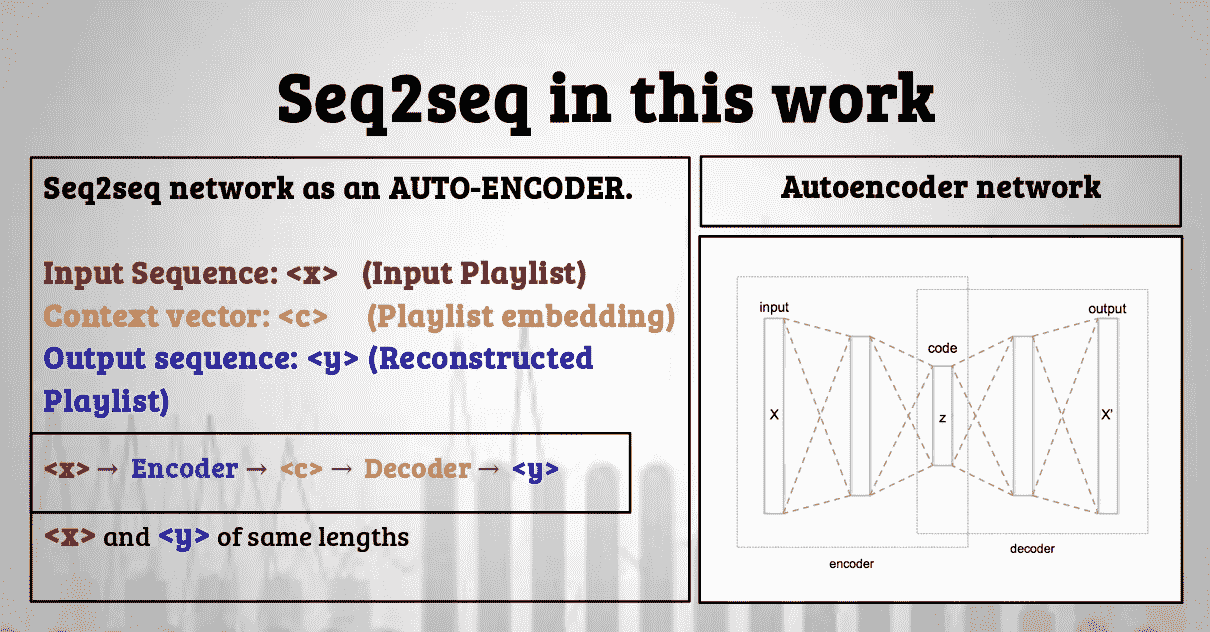 Seq2seq in this work
Seq2seq network as an AUTO-ENCODER.
Input Sequence: <x> (Input Playlist)
Context vector: <c> (Playlist embedding)
Output sequence: <y> (Reconstructed
Playlist)
<x> → Encoder → <c> → Decoder → <y>
<x> and <y> of same lengths
Autoencoder network
input
output
code
X
z
X'
decoder
encoder